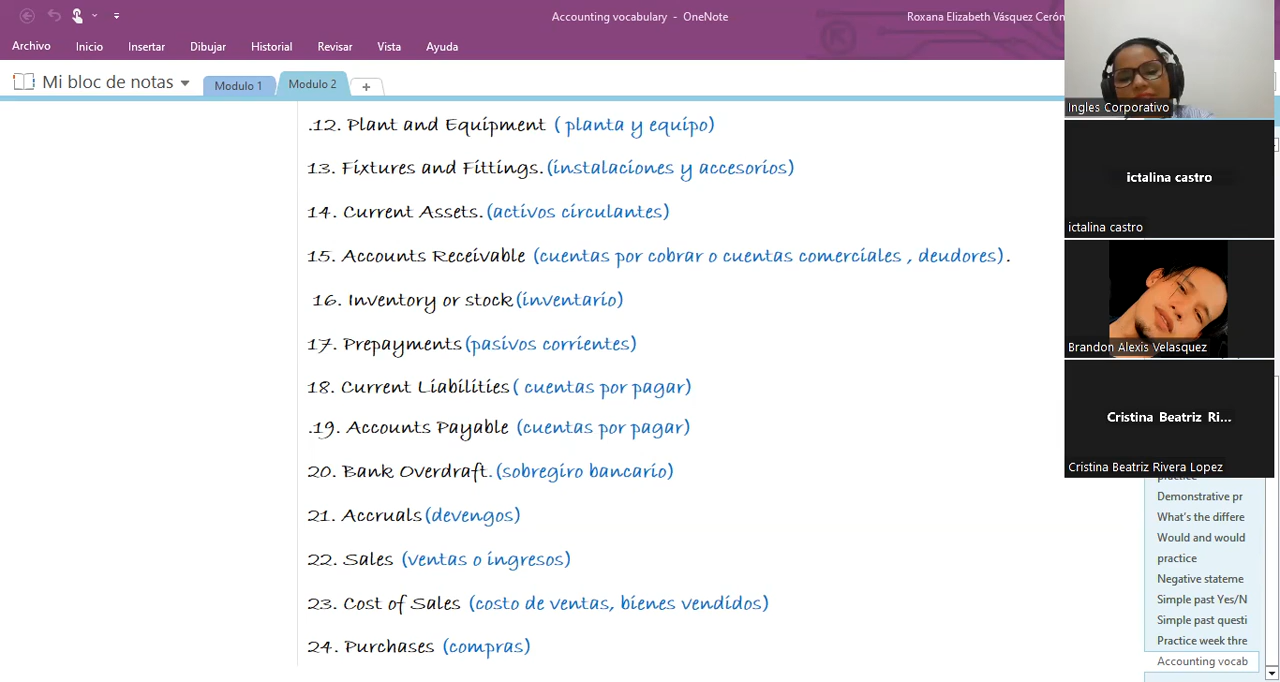 Accounting vocabulary - OneNote
Roxana Elizabeth Vásquez Cerón
Archivo Inicio Insertar Dibujar Historial Revisar Vista Ayuda
Mi bloc de notas Modulo 1 Modulo 2 +
.12. Plant and Equipment ( planta y equipo)
13. Fixtures and Fittings. (instalaciones y accesorios)
14. Current Assets. (activos circulantes)
15. Accounts Receivable (cuentas por cobrar o cuentas comerciales , deudores) .
16. Inventory or stock (inventario)
17. Prepayments (pasivos corrientes)
18. Current Liabilities ( cuentas por pagar)
.19. Accounts Payable (cuentas por pagar)
20. Bank Overdraft. (sobregiro bancario)
21. Accruals (devengos)
22. Sales (ventas o ingresos)
23. Cost of Sales (costo de ventas, bienes vendidos)
24. Purchases (compras)
Ingles Corporativo
ictalina castro
ictalina castro
Brandon Alexis Velasquez
Cristina Beatriz Ri...
Cristina Beatriz Rivera Lopez
practice
Demonstrative pr
What's the differe
Would and would
practice
Negative stateme
Simple past Yes/N
Simple past questi
Practice week thre
Accounting vocab